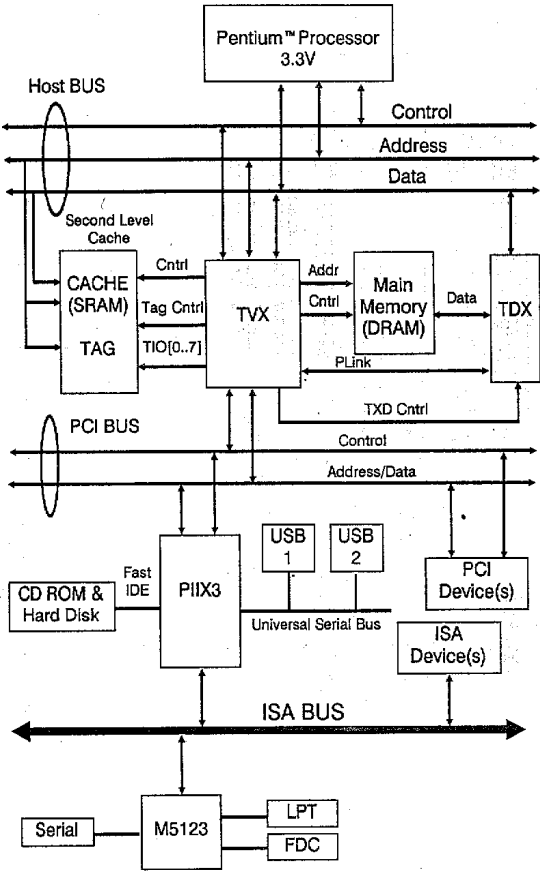 Pentium™ Processor
3.3V
Host BUS
Control
Address
Data
Second Level
Cache
CACHE
(SRAM)
TAG
Cntrl
Tag Cntrl
TIO[0..7]
TVX
Addr
Cntrl
Main
Memory
(DRAM)
Data
TDX
PLink
TXD Cntrl
PCI BUS
Control
Address/Data
CD ROM &
Hard Disk
Fast
IDE
PIIX3
USB
1
USB
2
Universal Serial Bus
PCI
Device(s)
ISA
Device(s)
ISA BUS
Serial
M5123
LPT
FDC